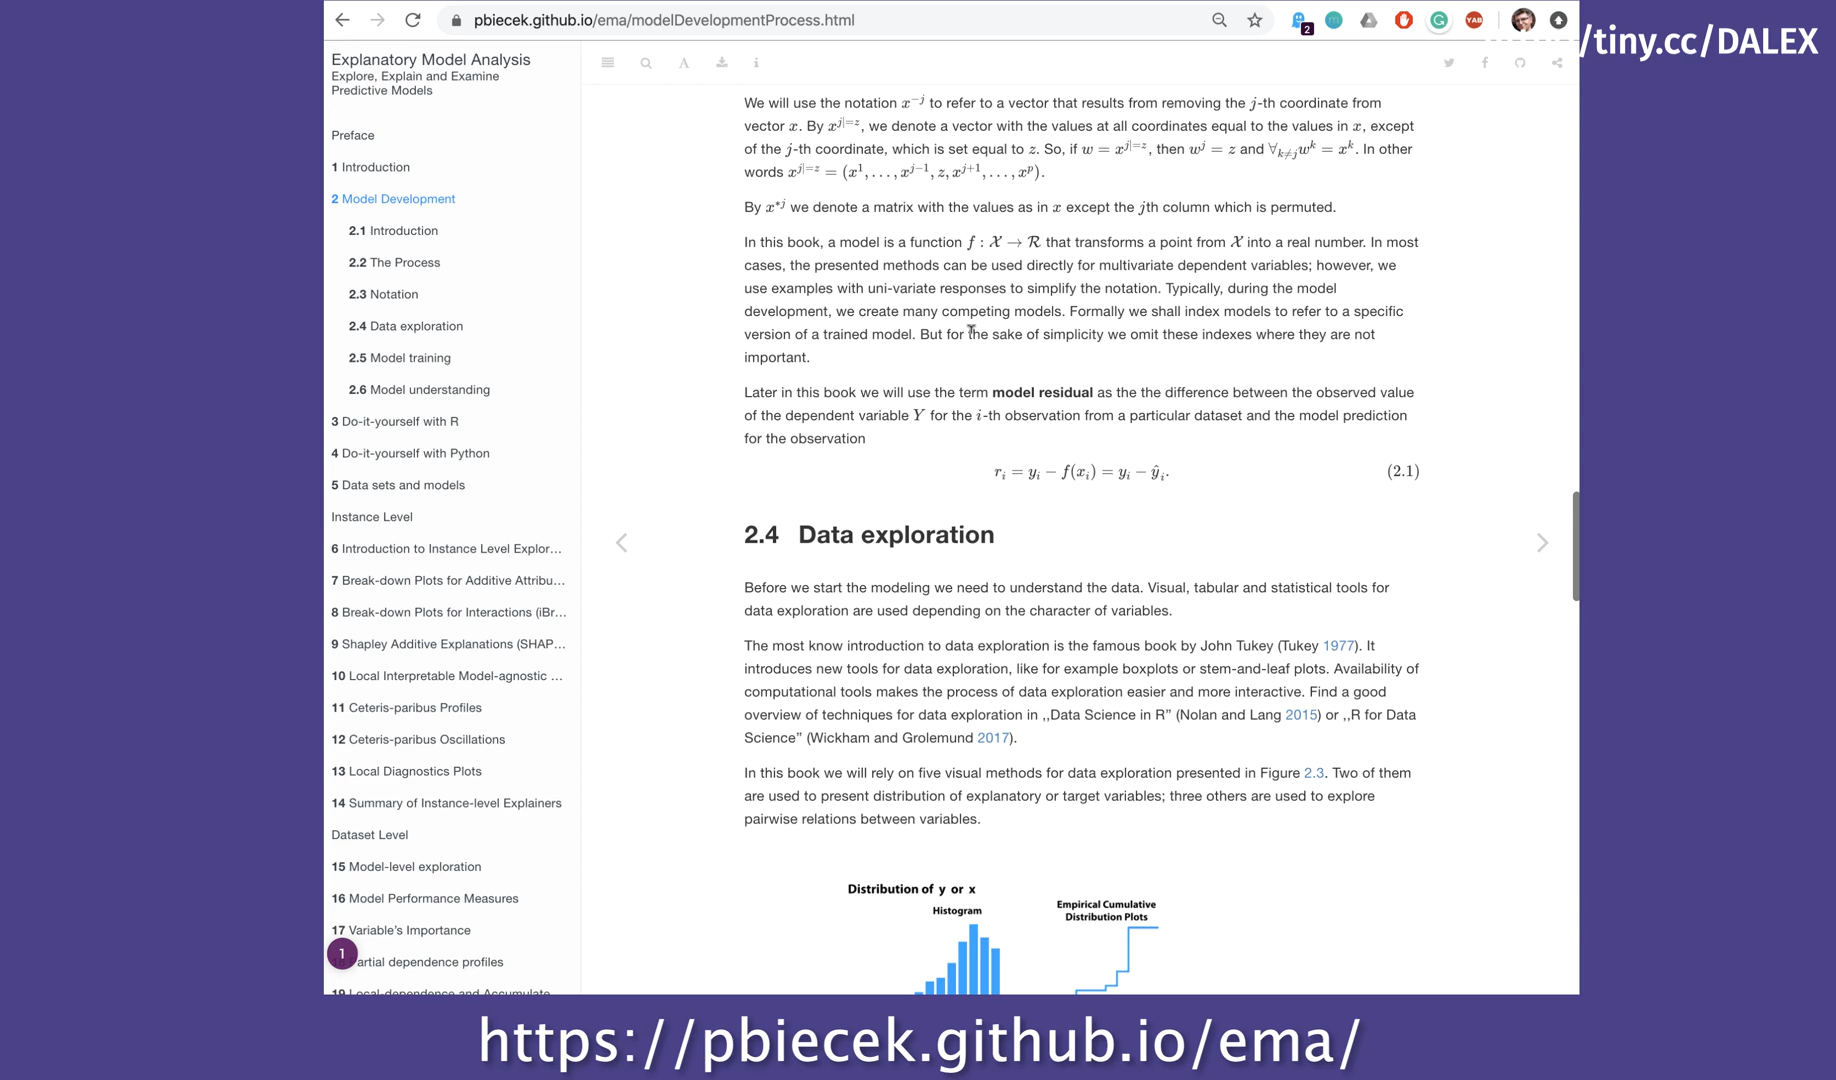 pbiecek.github.io/ema/modelDevelopmentProcess.html
2
YAB
/tiny.cc/DALEX
Explanatory Model Analysis
Explore, Explain and Examine
Predictive Models
Preface
1 Introduction
2 Model Development
2.1 Introduction
2.2 The Process
2.3 Notation
2.4 Data exploration
2.5 Model training
2.6 Model understanding
3 Do-it-yourself with R
4 Do-it-yourself with Python
5 Data sets and models
Instance Level
6 Introduction to Instance Level Explor...
7 Break-down Plots for Additive Attribu...
8 Break-down Plots for Interactions (iBr...
9 Shapley Additive Explanations (SHAP...
10 Local Interpretable Model-agnostic ...
11 Ceteris-paribus Profiles
12 Ceteris-paribus Oscillations
13 Local Diagnostics Plots
14 Summary of Instance-level Explainers
Dataset Level
15 Model-level exploration
16 Model Performance Measures
17 Variable's Importance
1
artial dependence profiles
19 Local-dependence and Accumulate
We will use the notation x^{-j} to refer to a vector that results from removing the j-th coordinate from
vector x. By x^{j|=z}, we denote a vector with the values at all coordinates equal to the values in x, except
of the j-th coordinate, which is set equal to z. So, if w = x^{j|=z}, then w^j = z and ∀_{k≠j} w^k = x^k. In other
words x^{j|=z} = (x^1, . . . , x^{j−1}, z, x^{j+1}, . . . , x^p).
By x^{*j} we denote a matrix with the values as in x except the jth column which is permuted.
In this book, a model is a function f : 𝒳 → ℛ that transforms a point from 𝒳 into a real number. In most
cases, the presented methods can be used directly for multivariate dependent variables; however, we
use examples with uni-variate responses to simplify the notation. Typically, during the model
development, we create many competing models. Formally we shall index models to refer to a specific
version of a trained model. But for the sake of simplicity we omit these indexes where they are not
important.
Later in this book we will use the term model residual as the the difference between the observed value
of the dependent variable Y for the i-th observation from a particular dataset and the model prediction
for the observation
r_i = y_i − f(x_i) = y_i − ŷ_i. (2.1)
2.4 Data exploration
Before we start the modeling we need to understand the data. Visual, tabular and statistical tools for
data exploration are used depending on the character of variables.
The most know introduction to data exploration is the famous book by John Tukey (Tukey 1977). It
introduces new tools for data exploration, like for example boxplots or stem-and-leaf plots. Availability of
computational tools makes the process of data exploration easier and more interactive. Find a good
overview of techniques for data exploration in ,,Data Science in R” (Nolan and Lang 2015) or ,,R for Data
Science” (Wickham and Grolemund 2017).
In this book we will rely on five visual methods for data exploration presented in Figure 2.3. Two of them
are used to present distribution of explanatory or target variables; three others are used to explore
pairwise relations between variables.
Distribution of y or x
Histogram
Empirical Cumulative
Distribution Plots
https://pbiecek.github.io/ema/